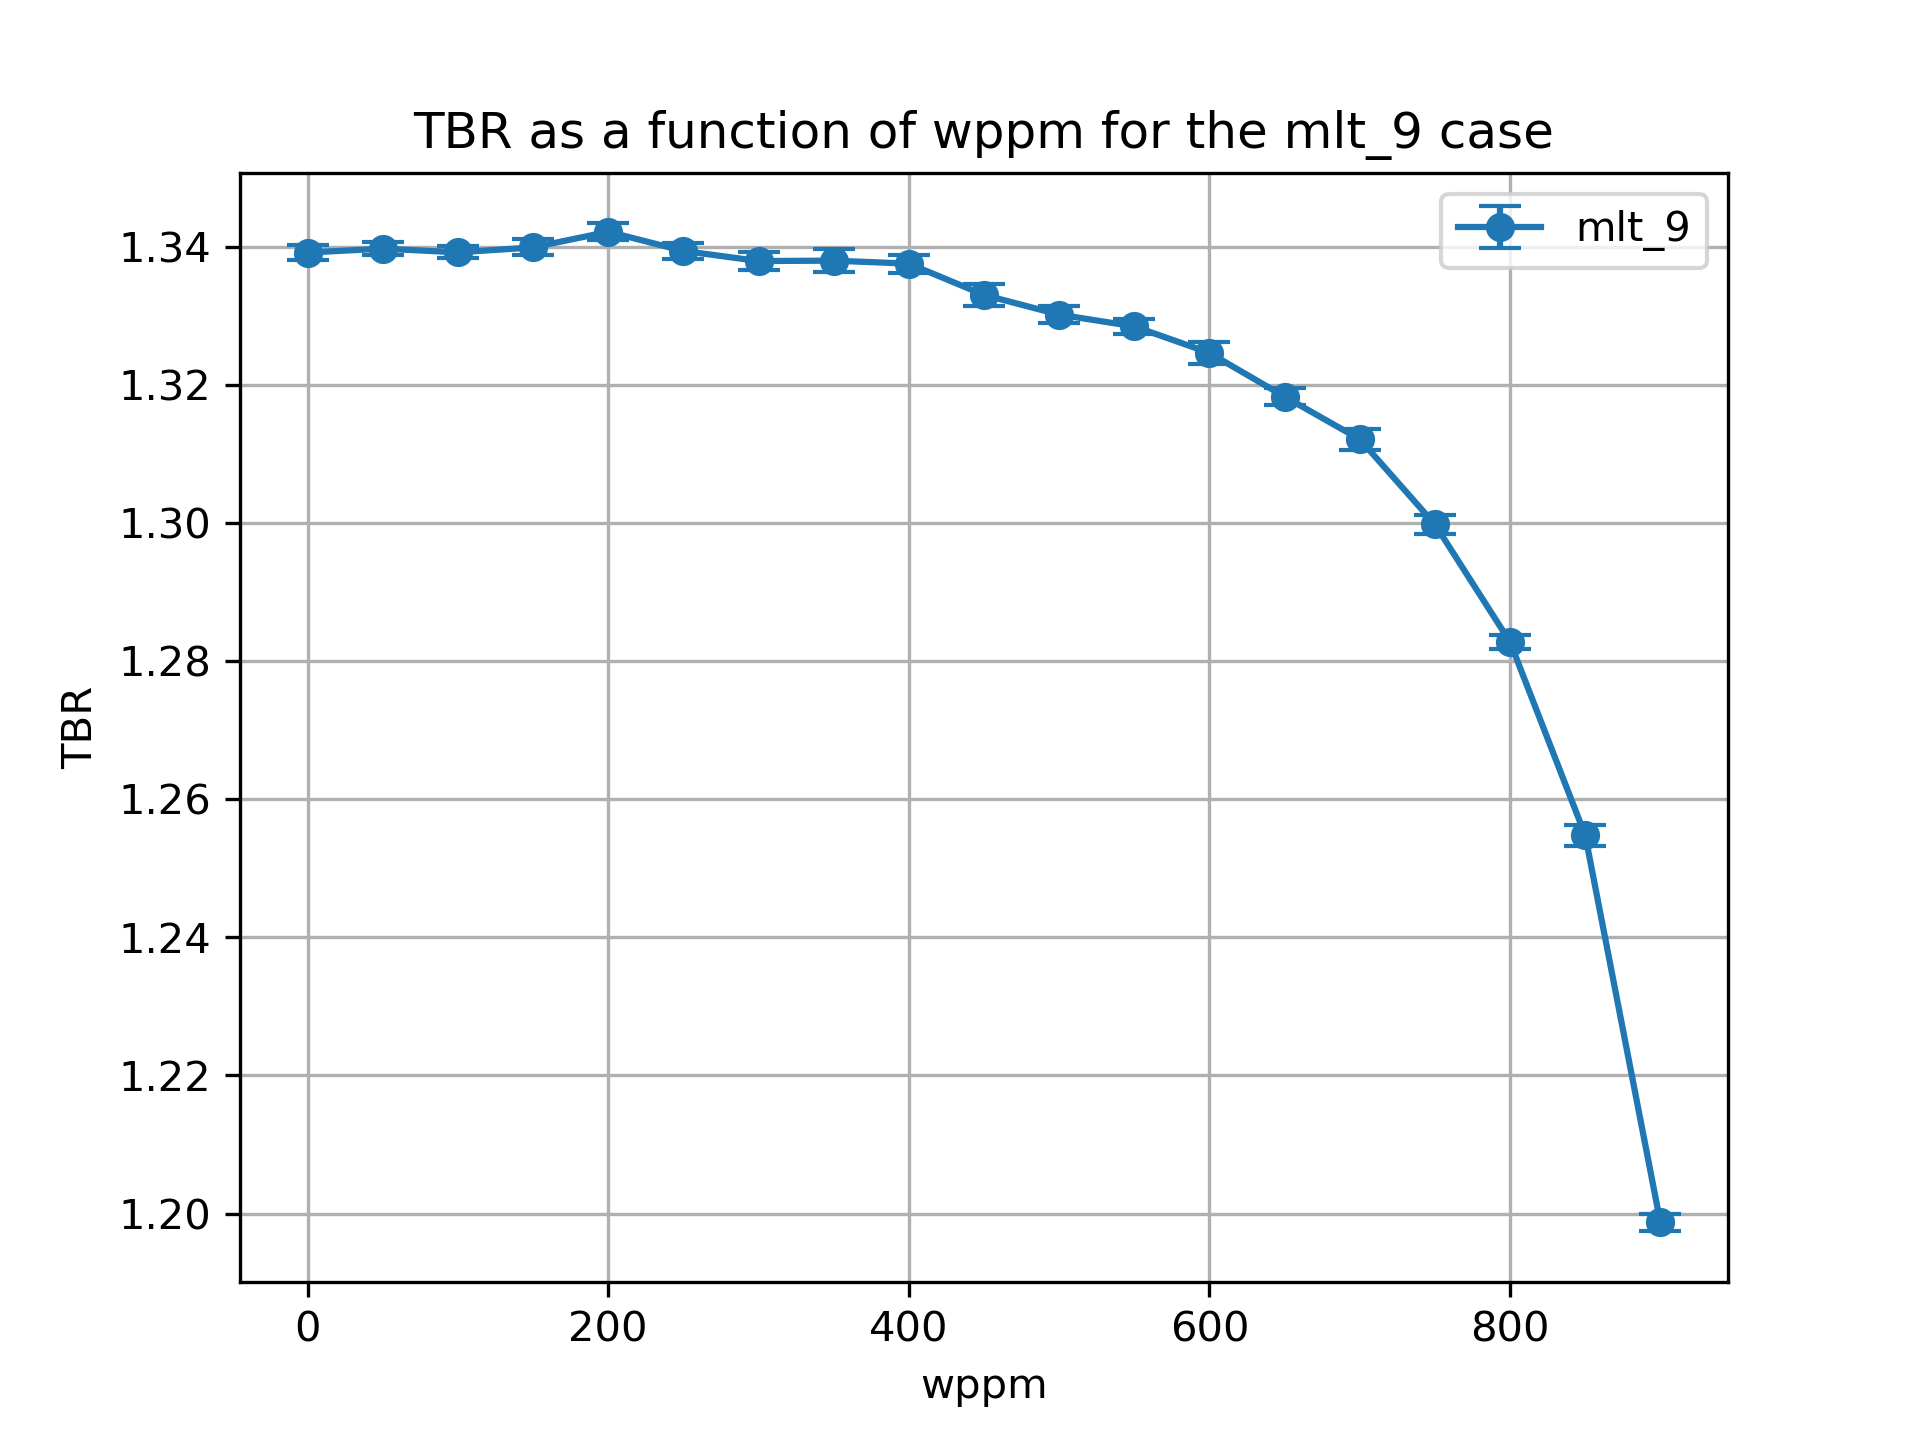 TBR as a function of wppm for the mlt_9 case
mlt_9
1.34
1.32
1.30
1.28
1.26
1.24
1.22
1.20
TBR
0 200 400 600 800
wppm